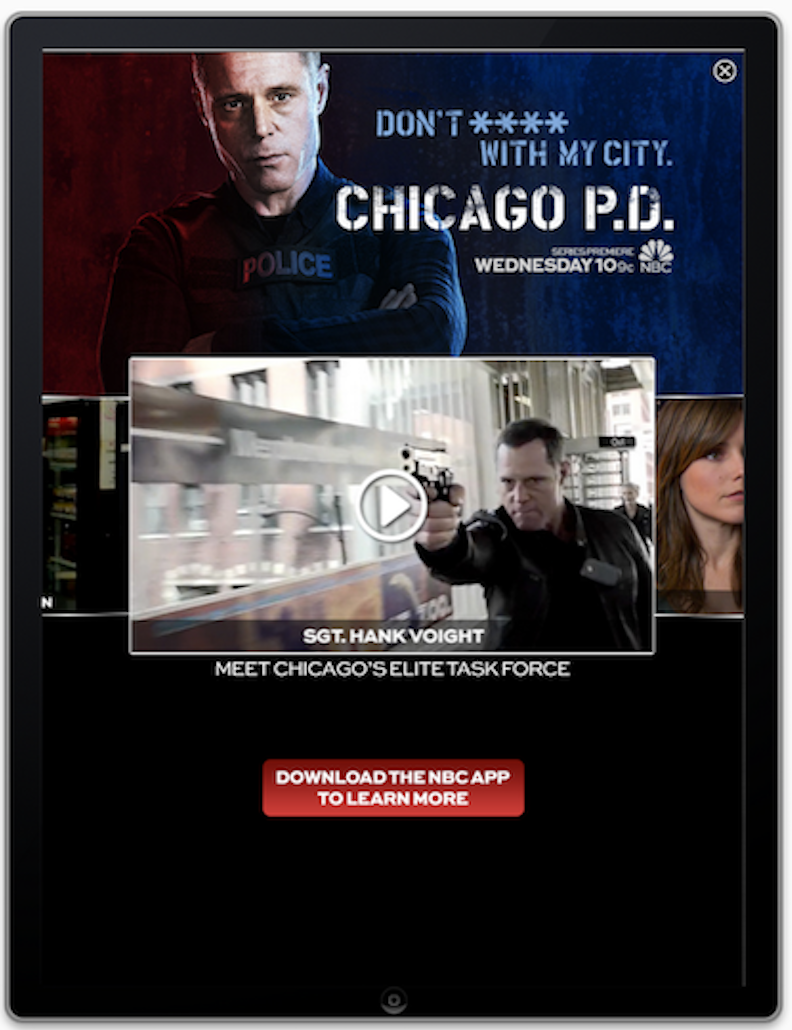 DON'T ****
WITH MY CITY.
CHICAGO P.D.
SERIES PREMIERE
WEDNESDAY 10 9c NBC
POLICE
Out
N
SGT. HANK VOIGHT
MEET CHICAGO'S ELITE TASK FORCE
DOWNLOAD THE NBC APP
TO LEARN MORE